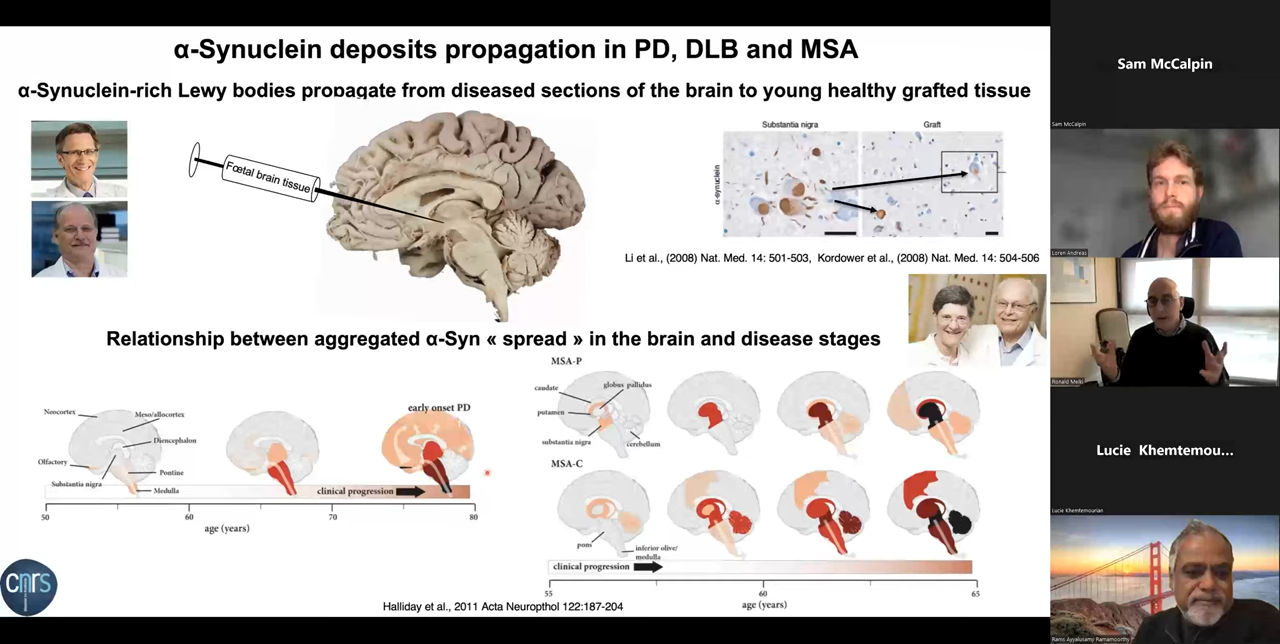 α-Synuclein deposits propagation in PD, DLB and MSA
α-Synuclein-rich Lewy bodies propagate from diseased sections of the brain to young healthy grafted tissue
Fœtal brain tissue
Substantia nigra
Graft
α-synuclein
Li et al., (2008) Nat. Med. 14: 501-503, Kordower et al., (2008) Nat. Med. 14: 504-506
Relationship between aggregated α-Syn « spread » in the brain and disease stages
Neocortex
Meso/allocortex
Diencephalon
Olfactory
Pontine
Substantia nigra
Medulla
early onset PD
clinical progression
50
60
70
80
age (years)
MSA-P
caudate
globus pallidus
putamen
substantia nigra
cerebellum
MSA-C
pons
inferior olive/
medulla
clinical progression
55
60
65
age (years)
Halliday et al., 2011 Acta Neuropthol 122:187-204
cnrs
Sam McCalpin
Sam McCalpin
Loren Andreas
Ronald Melki
Lucie Khemtemou...
Lucie Khemtemourian
Rams Ayyalusamy Ramamoorthy